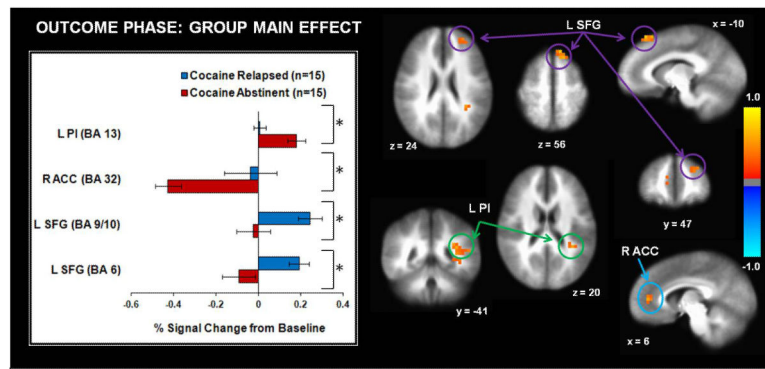 OUTCOME PHASE: GROUP MAIN EFFECT
Cocaine Relapsed (n=15)
Cocaine Abstinent (n=15)
L PI (BA 13)
R ACC (BA 32)
L SFG (BA 9/10)
L SFG (BA 6)
*
*
*
*
-0.6 -0.4 -0.2 0 0.2 0.4
% Signal Change from Baseline
L SFG
x = -10
z = 24
z = 56
y = 47
1.0
-1.0
L PI
y = -41
z = 20
R ACC
x = 6